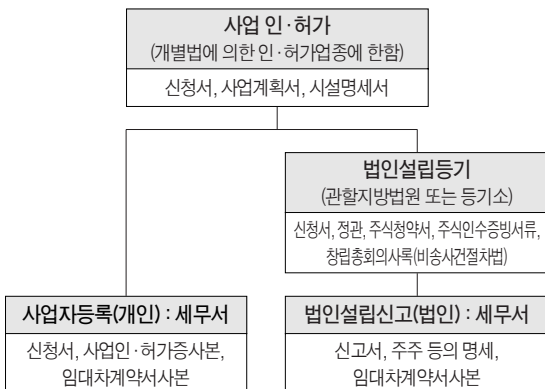 사업 인·허가
(개별법에 의한 인·허가업종에 한함)
신청서, 사업계획서, 시설명세서
법인설립등기
(관할지방법원 또는 등기소)
신청서, 정관, 주식청약서, 주식인수증빙서류,
창립총회의사록(비송사건절차법)
사업자등록(개인) : 세무서
신청서, 사업인·허가증사본,
임대차계약서사본
법인설립신고(법인) : 세무서
신고서, 주주 등의 명세,
임대차계약서사본